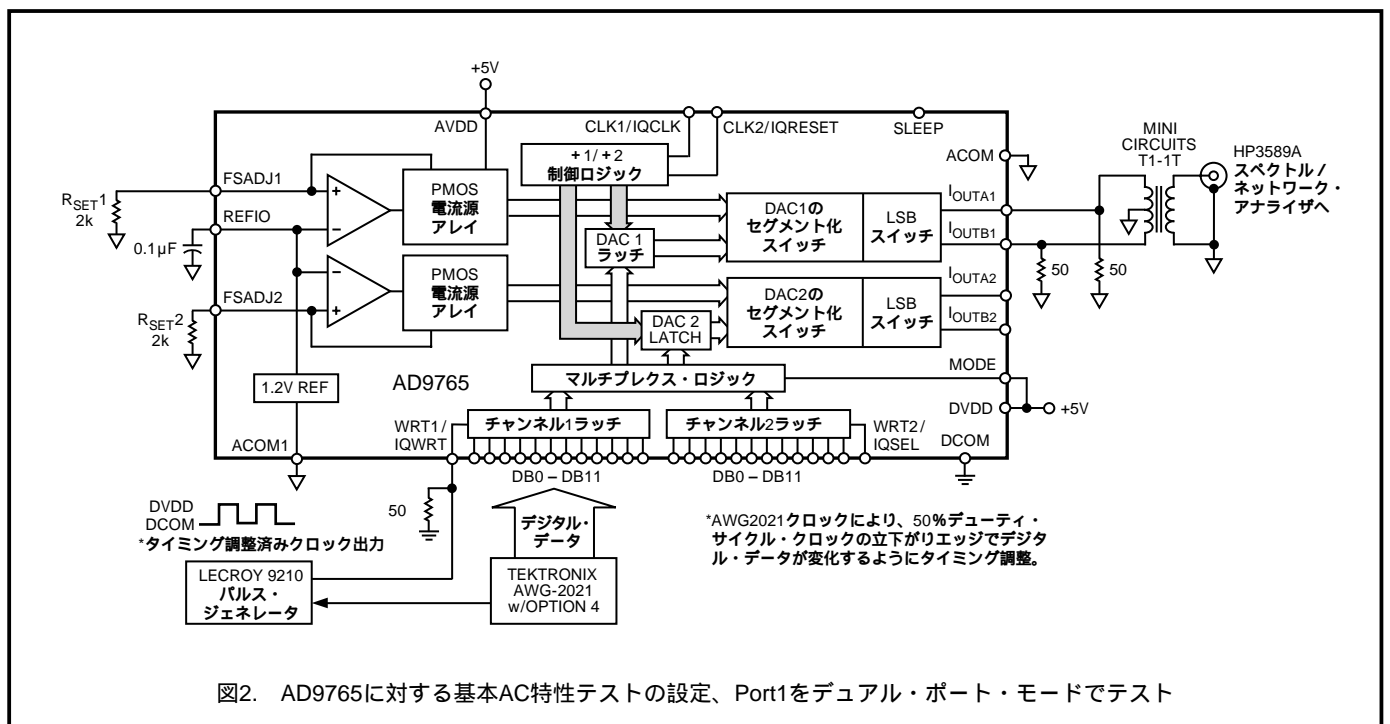 +5V
AVDD
CLK1/IQCLK
CLK2/IQRESET
SLEEP
+1/+2
制御ロジック
ACOM
MINI
CIRCUITS
T1-1T
HP3589A
スペクトル/
ネットワーク・
アナライザへ
FSADJ1
RSET1
2k
REFIO
0.1µF
FSADJ2
RSET2
2k
PMOS
電流源
アレイ
PMOS
電流源
アレイ
DAC 1
ラッチ
DAC 2
LATCH
DAC1の
セグメント化
スイッチ
LSB
スイッチ
DAC2の
セグメント化
スイッチ
LSB
スイッチ
IOUTA1
IOUTB1
IOUTA2
IOUTB2
50
50
1.2V REF
AD9765
マルチプレクス・ロジック
MODE
DVDD
+5V
WRT1/
IQWRT
チャンネル1ラッチ
チャンネル2ラッチ
WRT2/
IQSEL
DCOM
ACOM1
DB0 – DB11
DB0 – DB11
50
DVDD
DCOM
*タイミング調整済みクロック出力
デジタル・
データ
LECROY 9210
パルス・
ジェネレータ
TEKTRONIX
AWG-2021
w/OPTION 4
*AWG2021クロックにより、50%デューティ・
サイクル・クロックの立下がりエッジでデジタ
ル・データが変化するようにタイミング調整。
図2. AD9765に対する基本AC特性テストの設定、Port1をデュアル・ポート・モードでテスト